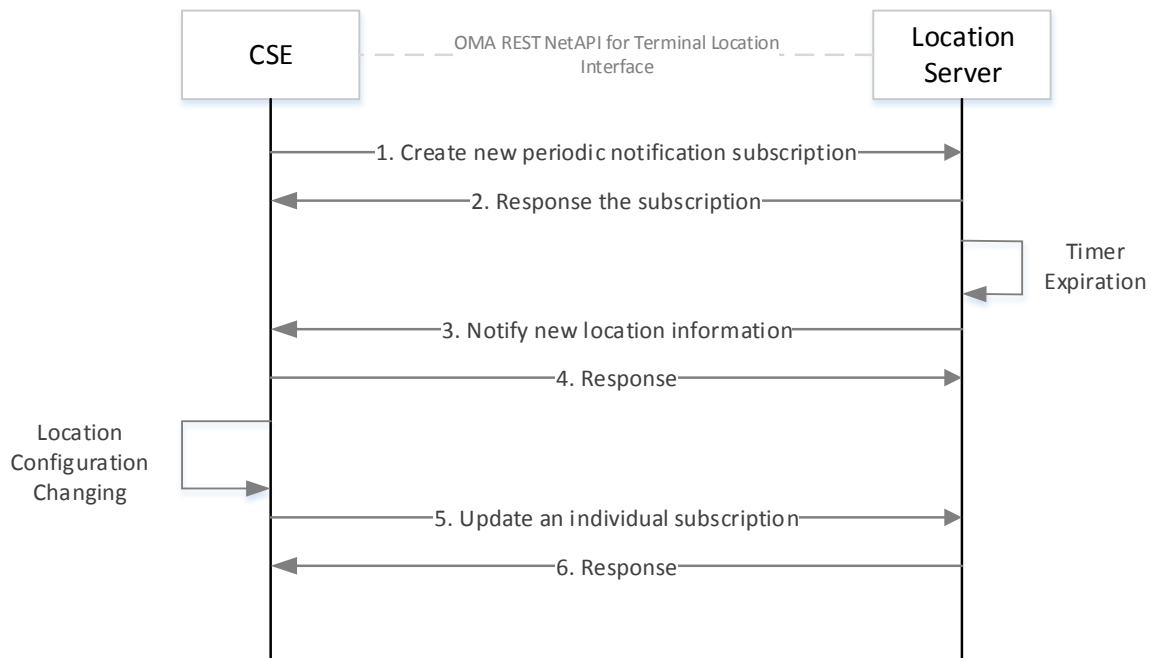 CSE
OMA REST NetAPI for Terminal Location
Interface
Location
Server
1. Create new periodic notification subscription
2. Response the subscription
Timer
Expiration
3. Notify new location information
4. Response
Location
Configuration
Changing
5. Update an individual subscription
6. Response